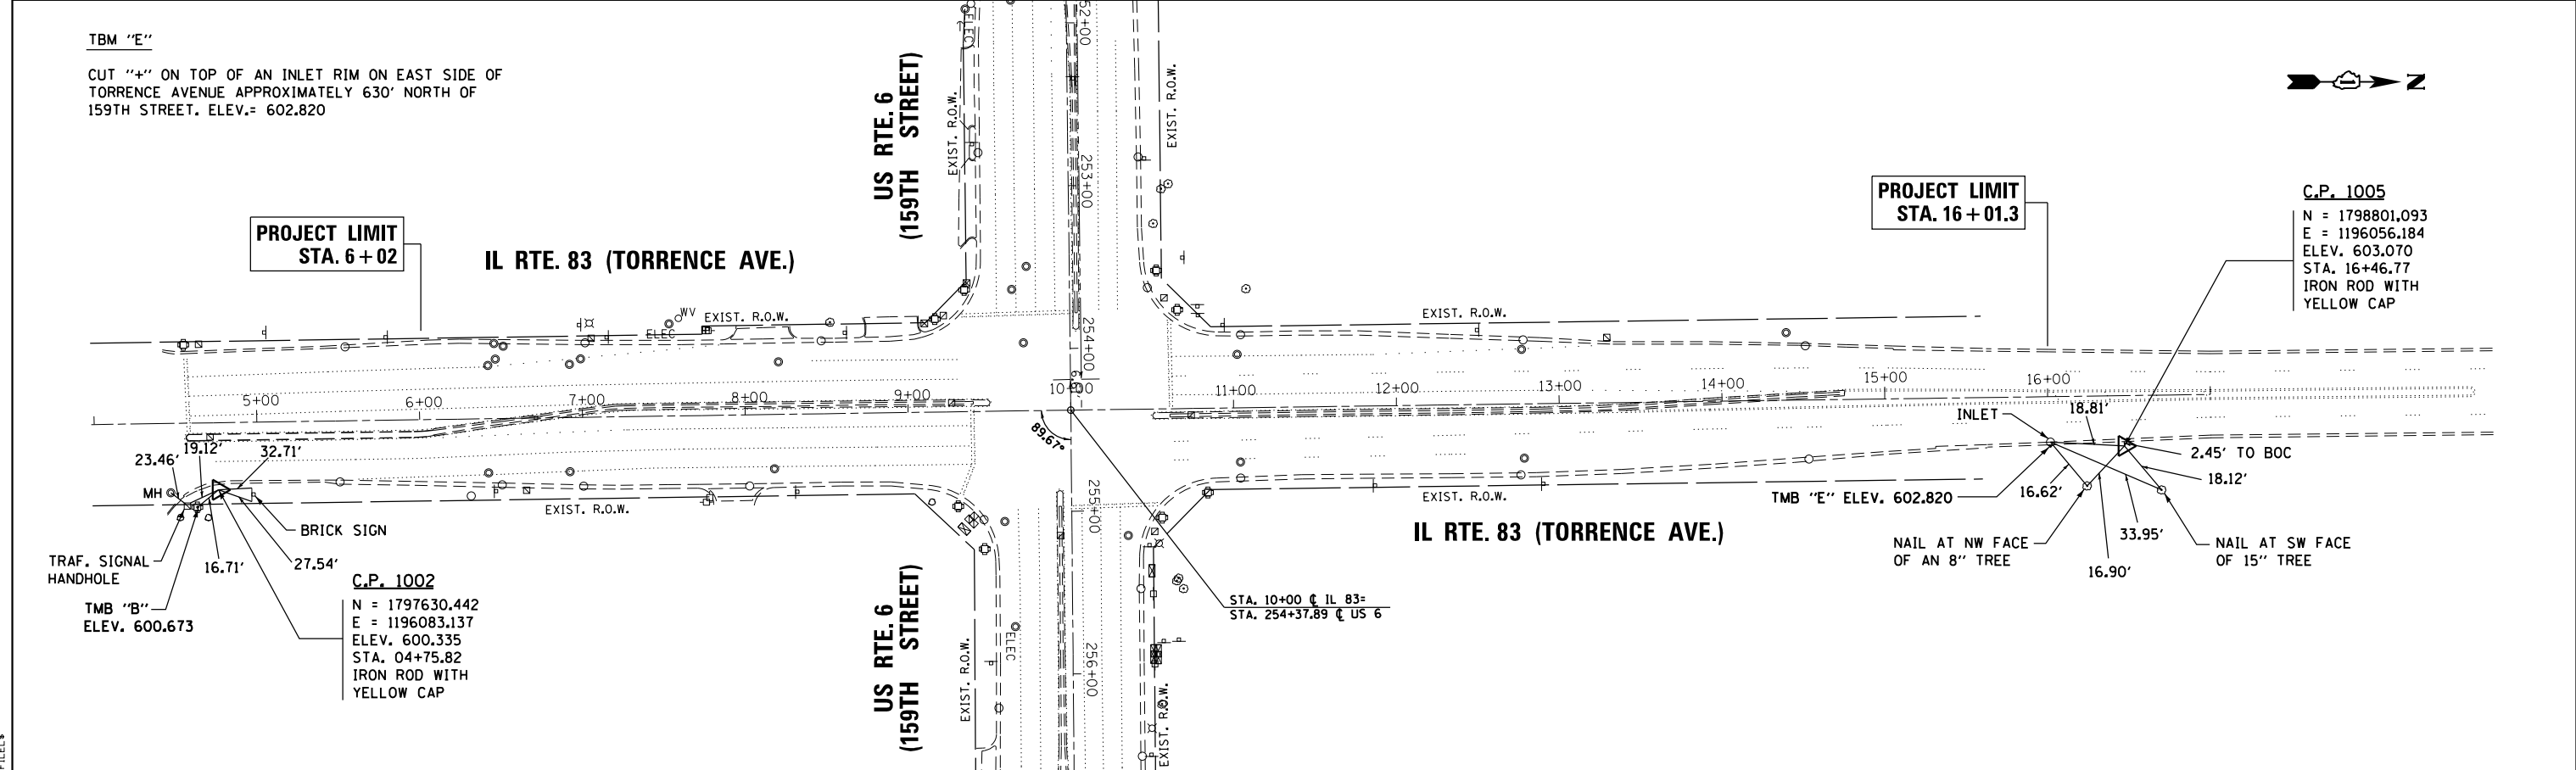 TBM "E"
CUT "+" ON TOP OF AN INLET RIM ON EAST SIDE OF
TORRENCE AVENUE APPROXIMATELY 630' NORTH OF
159TH STREET. ELEV.= 602.820
N
PROJECT LIMIT
STA. 6+02
IL RTE. 83 (TORRENCE AVE.)
US RTE. 6
(159TH STREET)
EXIST. R.O.W.
ELEC
52+00
253+00
254+00
EXIST. R.O.W.
PROJECT LIMIT
STA. 16+01.3
C.P. 1005
N = 1798801.093
E = 1196056.184
ELEV. 603.070
STA. 16+46.77
IRON ROD WITH
YELLOW CAP
WV
EXIST. R.O.W.
ELEC
EXIST. R.O.W.
5+00
6+00
7+00
8+00
9+00
10+00
11+00
12+00
13+00
14+00
15+00
16+00
89.67°
INLET
18.81'
2.45' TO BOC
18.12'
TMB "E" ELEV. 602.820
16.62'
33.95'
16.90'
NAIL AT NW FACE
OF AN 8" TREE
NAIL AT SW FACE
OF 15" TREE
23.46'
19.12'
32.71'
MH
BRICK SIGN
TRAF. SIGNAL
HANDHOLE
16.71'
27.54'
TMB "B"
ELEV. 600.673
C.P. 1002
N = 1797630.442
E = 1196083.137
ELEV. 600.335
STA. 04+75.82
IRON ROD WITH
YELLOW CAP
EXIST. R.O.W.
EXIST. R.O.W.
IL RTE. 83 (TORRENCE AVE.)
255+00
256+00
STA. 10+00 ℄ IL 83=
STA. 254+37.89 ℄ US 6
US RTE. 6
(159TH STREET)
EXIST. R.O.W.
ELEC
EXIST. R.O.W.